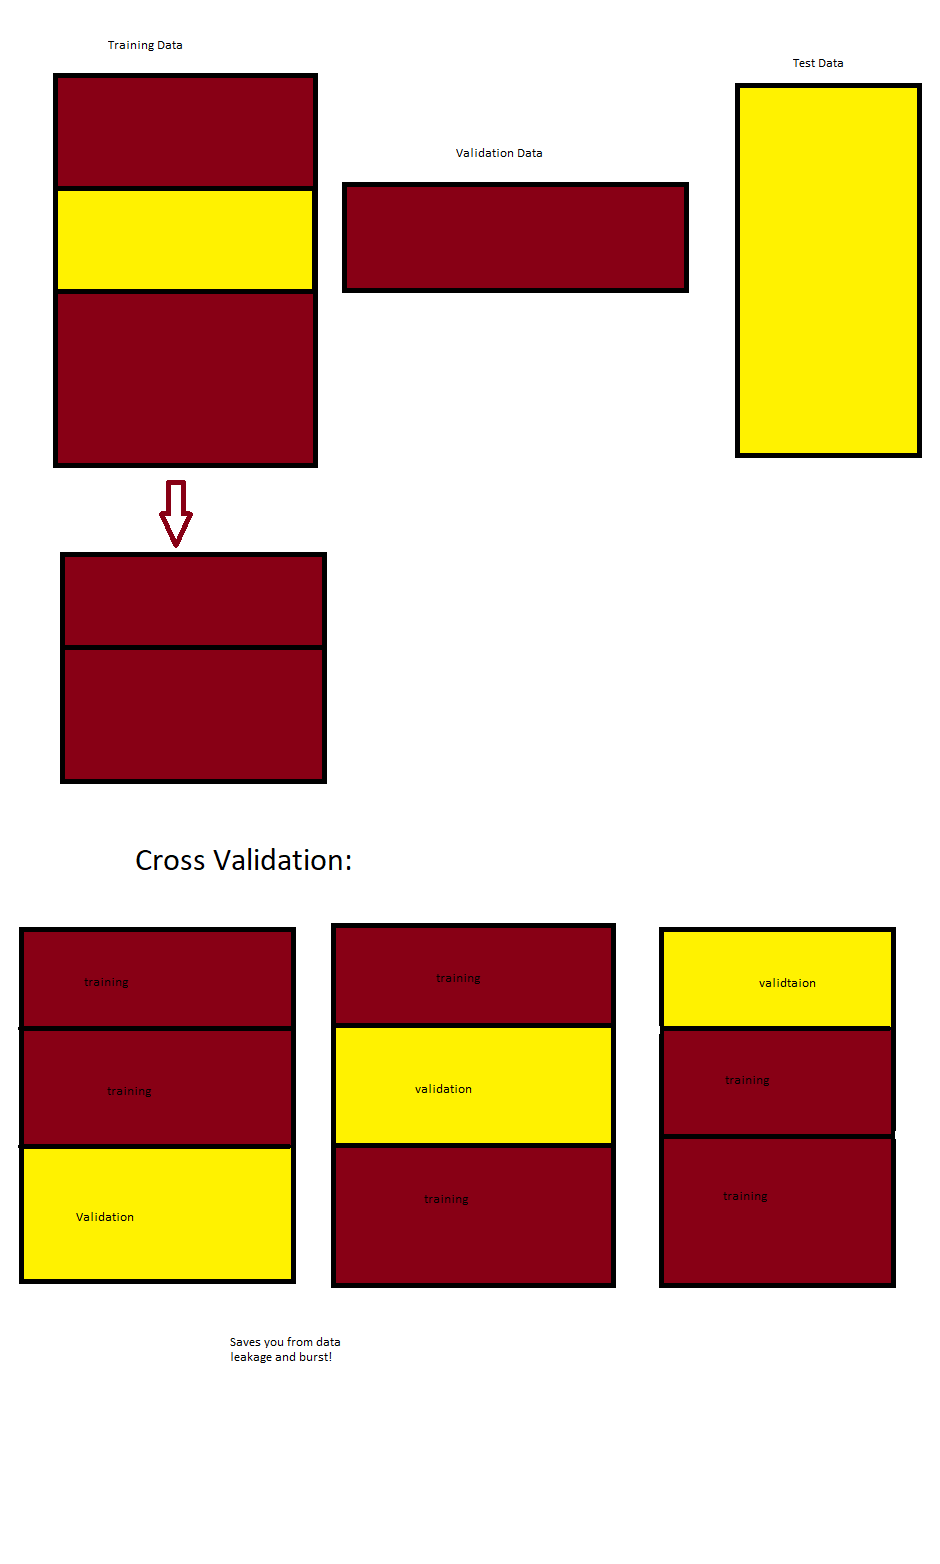 Training Data
Test Data
Validation Data
Cross Validation:
training
training
Validation
training
validation
training
validtaion
training
training
Saves you from data
leakage and burst!